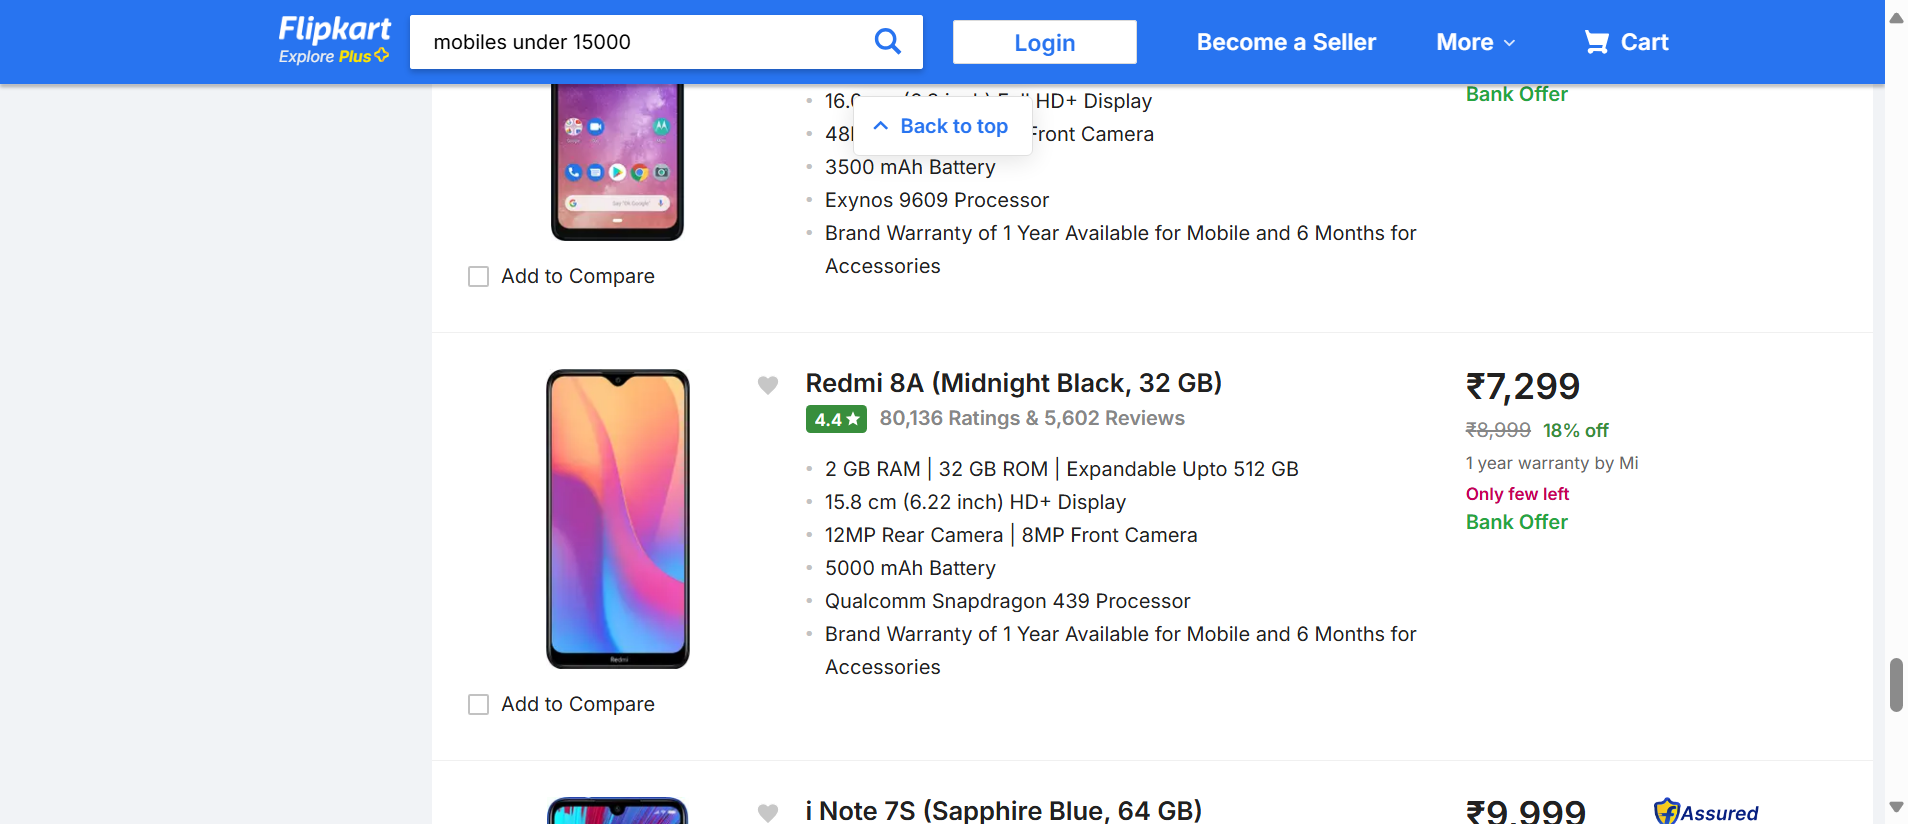 Flipkart
Explore Plus
mobiles under 15000
Login
Become a Seller
More
Cart
Back to top
HD+ Display
Front Camera
3500 mAh Battery
Exynos 9609 Processor
Brand Warranty of 1 Year Available for Mobile and 6 Months for
Accessories
Bank Offer
Add to Compare
Redmi 8A (Midnight Black, 32 GB)
4.4★ 80,136 Ratings & 5,602 Reviews
2 GB RAM | 32 GB ROM | Expandable Upto 512 GB
15.8 cm (6.22 inch) HD+ Display
12MP Rear Camera | 8MP Front Camera
5000 mAh Battery
Qualcomm Snapdragon 439 Processor
Brand Warranty of 1 Year Available for Mobile and 6 Months for
Accessories
₹7,299
₹8,999 18% off
1 year warranty by Mi
Only few left
Bank Offer
Redmi
Add to Compare
i Note 7S (Sapphire Blue, 64 GB)
₹9,999
Assured